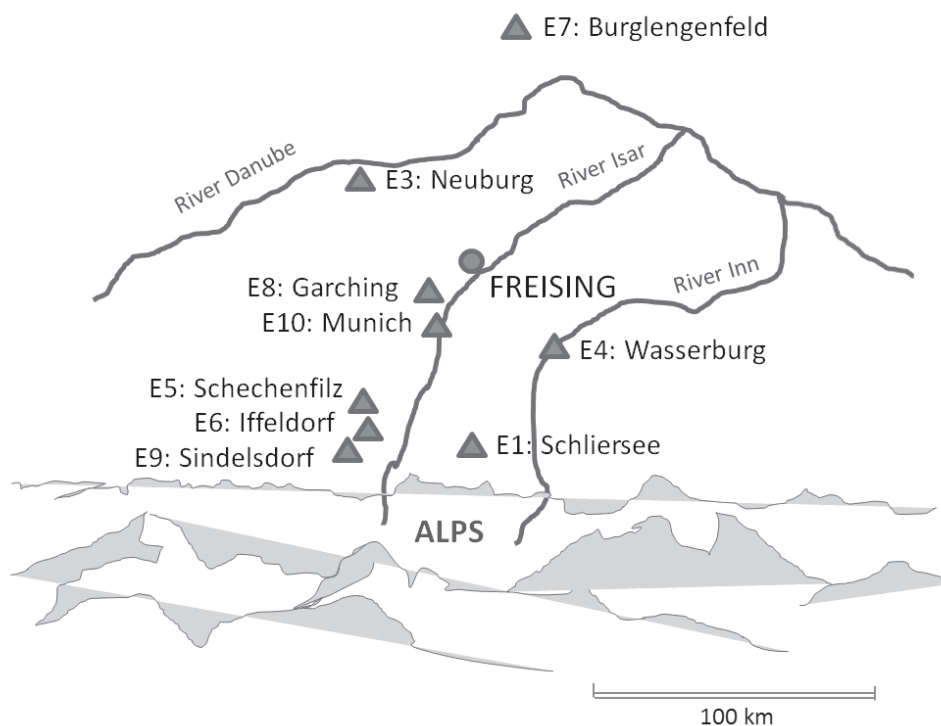 E7: Burglengenfeld
River Danube
E3: Neuburg
River Isar
FREISING
River Inn
E8: Garching
E10: Munich
E4: Wasserburg
E5: Schechenfilz
E6: Iffeldorf
E9: Sindelsdorf
E1: Schliersee
ALPS
100 km